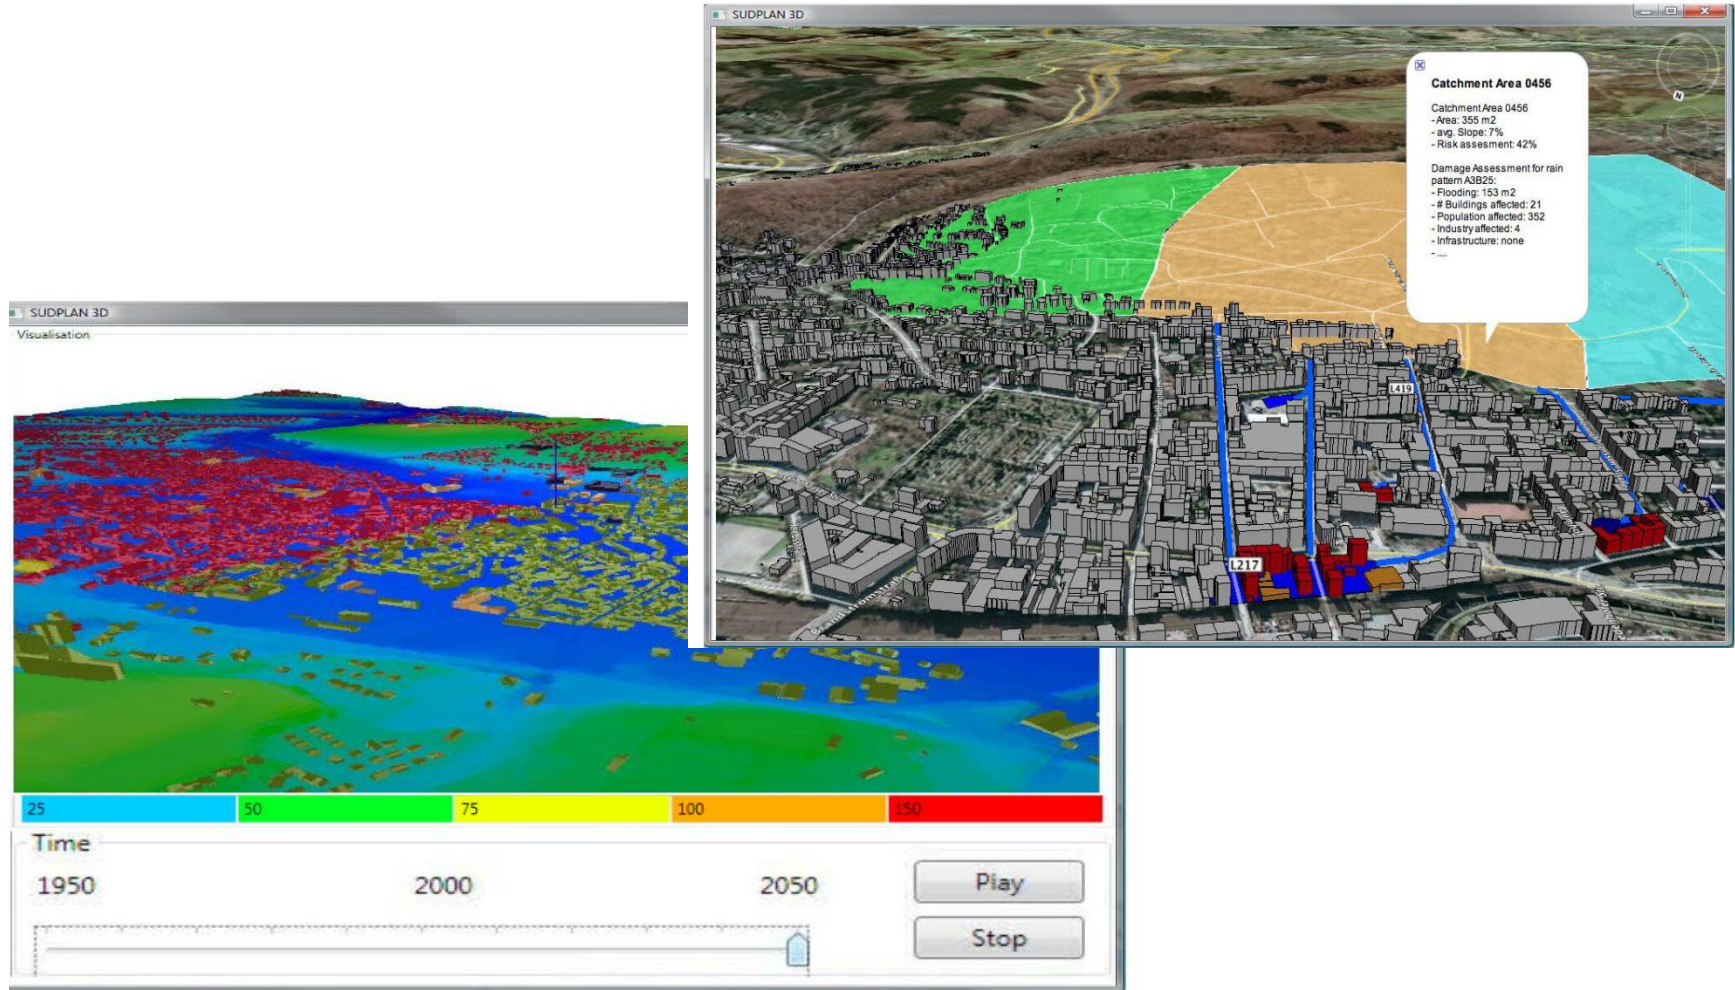 SUDPLAN 3D
Catchment Area 0456
Catchment Area 0456
- Area: 355 m2
- avg. Slope: 7%
- Risk assesment: 42%
Damage Assessment for rain
pattern A3B25:
- Flooding: 153 m2
- # Buildings affected: 21
- Population affected: 352
- Industry affected: 4
- Infrastructure: none
- ....
N
L419
L217
SUDPLAN 3D
Visualisation
25 50 75 100 150
Time
1950 2000 2050
Play
Stop